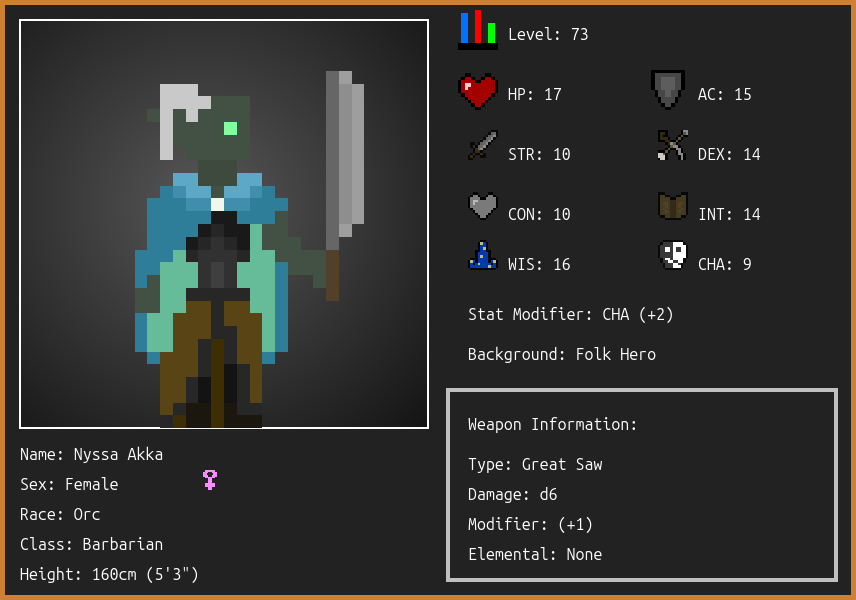 Level: 73
HP: 17
AC: 15
STR: 10
DEX: 14
CON: 10
INT: 14
WIS: 16
CHA: 9
Stat Modifier: CHA (+2)
Background: Folk Hero
Weapon Information:
Type: Great Saw
Damage: d6
Modifier: (+1)
Elemental: None
Name: Nyssa Akka
Sex: Female
Race: Orc
Class: Barbarian
Height: 160cm (5'3")